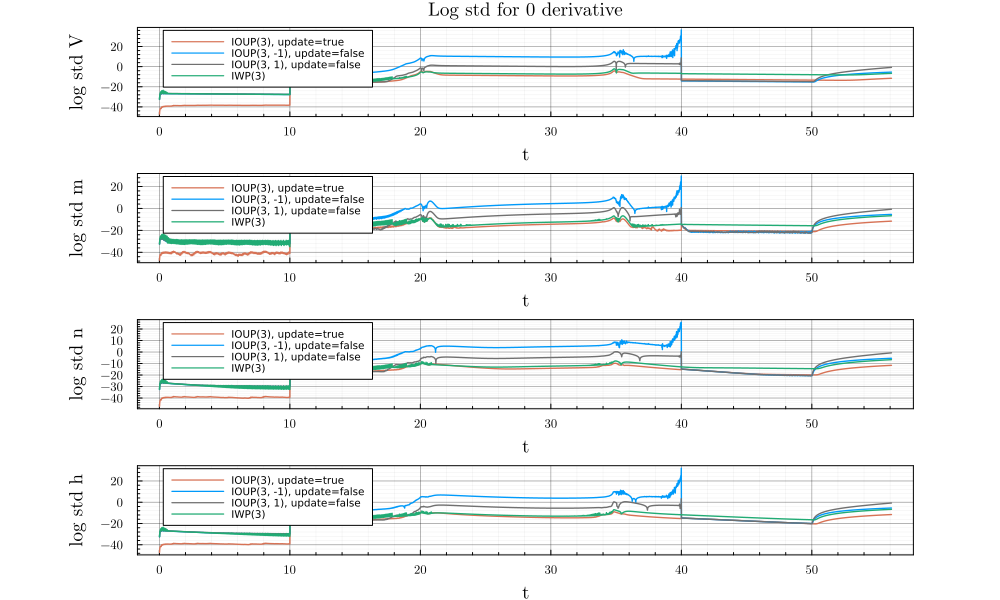 Log std for 0 derivative
log std V
20
0
−20
−40
IOUP(3), update=true
IOUP(3, -1), update=false
IOUP(3, 1), update=false
IWP(3)
0 10 20 30 40 50
t
log std m
20
0
−20
−40
IOUP(3), update=true
IOUP(3, -1), update=false
IOUP(3, 1), update=false
IWP(3)
0 10 20 30 40 50
t
log std n
20
10
0
−10
−20
−30
−40
IOUP(3), update=true
IOUP(3, -1), update=false
IOUP(3, 1), update=false
IWP(3)
0 10 20 30 40 50
t
log std h
20
0
−20
−40
IOUP(3), update=true
IOUP(3, -1), update=false
IOUP(3, 1), update=false
IWP(3)
0 10 20 30 40 50
t